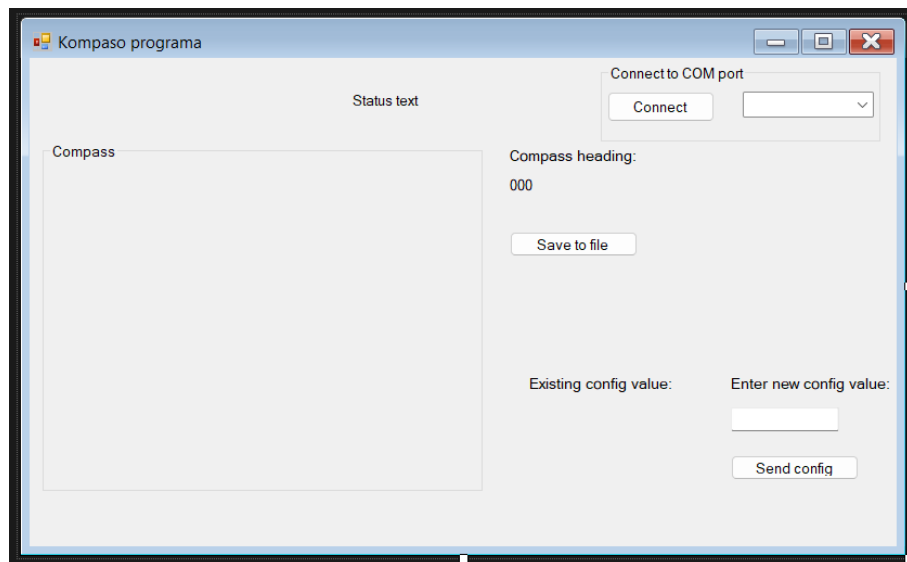 Kompaso programa
Connect to COM port
Status text
Connect
Compass
Compass heading:
000
Save to file
Existing config value:
Enter new config value:
Send config